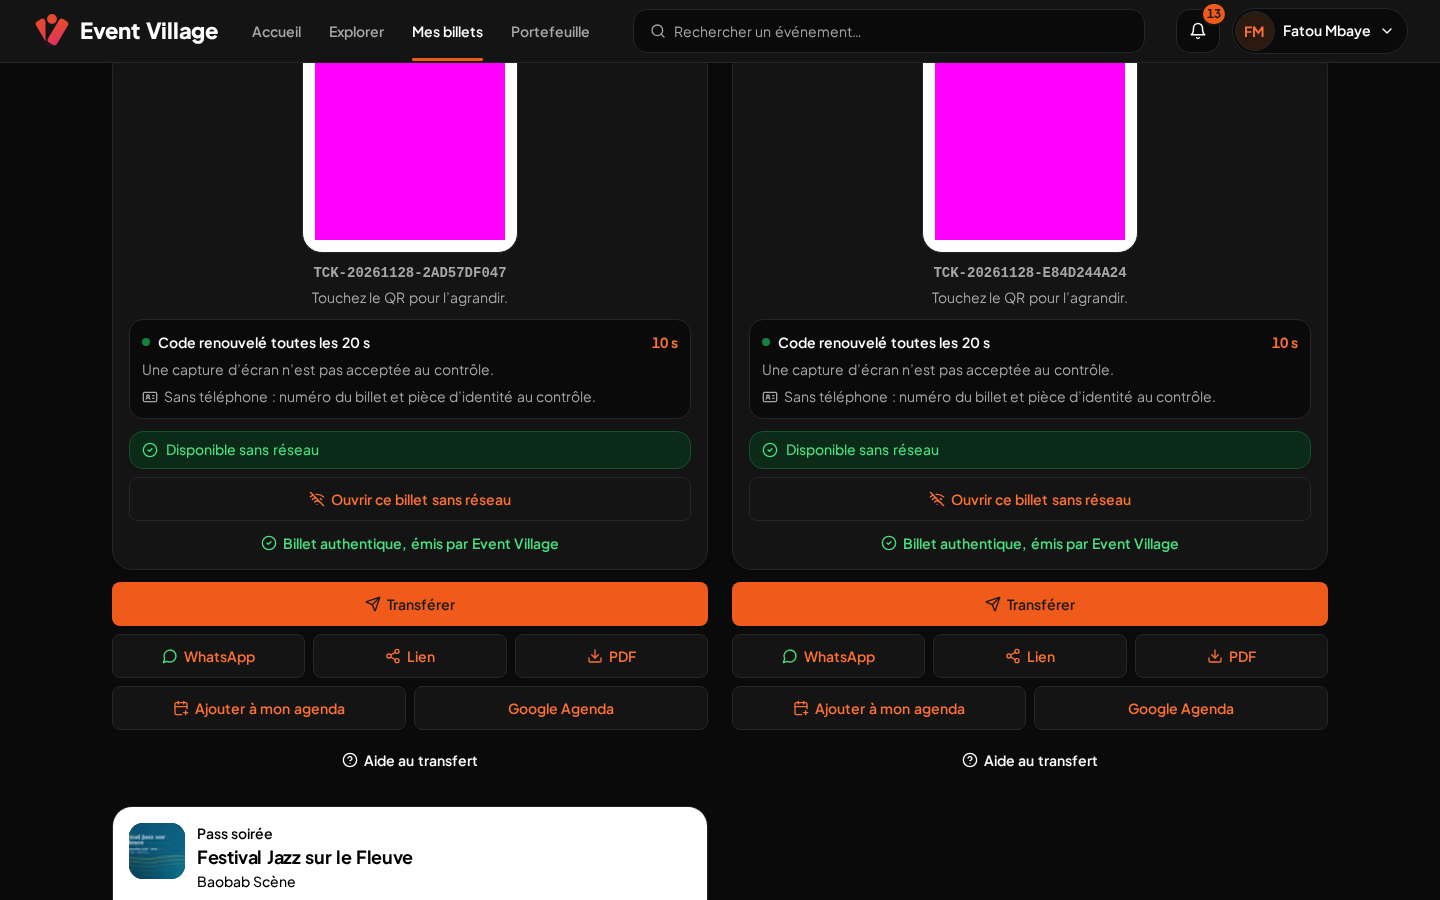 Event Village
Accueil
Explorer
Mes billets
Portefeuille
Rechercher un événement...
13
FM
Fatou Mbaye
TCK-20261128-2AD57DF047
Touchez le QR pour l'agrandir.
Code renouvelé toutes les 20 s
10 s
Une capture d'écran n'est pas acceptée au contrôle.
Sans téléphone : numéro du billet et pièce d'identité au contrôle.
Disponible sans réseau
Ouvrir ce billet sans réseau
Billet authentique, émis par Event Village
Transférer
WhatsApp
Lien
PDF
Ajouter à mon agenda
Google Agenda
Aide au transfert
TCK-20261128-E84D244A24
Touchez le QR pour l'agrandir.
Code renouvelé toutes les 20 s
10 s
Une capture d'écran n'est pas acceptée au contrôle.
Sans téléphone : numéro du billet et pièce d'identité au contrôle.
Disponible sans réseau
Ouvrir ce billet sans réseau
Billet authentique, émis par Event Village
Transférer
WhatsApp
Lien
PDF
Ajouter à mon agenda
Google Agenda
Aide au transfert
Pass soirée
Festival Jazz sur le Fleuve
Baobab Scène